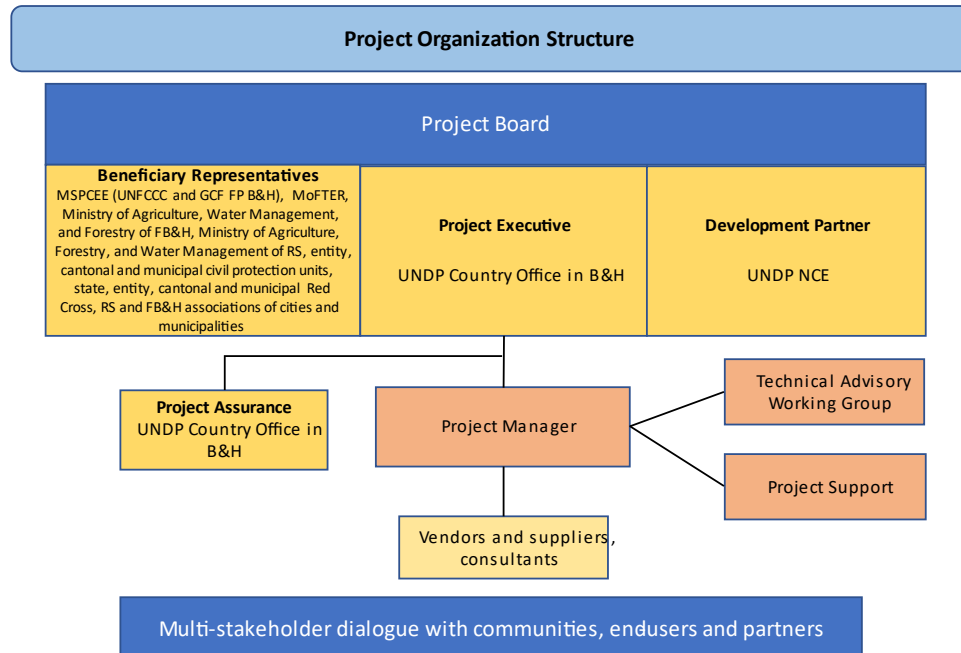 Project Organization Structure
Project Board
Beneficiary Representatives
MSPCEE (UNFCCC and GCF FP B&H), MoFTER,
Ministry of Agriculture, Water Management,
and Forestry of FB&H, Ministry of Agriculture,
Forestry, and Water Management of RS, entity,
cantonal and municipal civil protection units,
state, entity, cantonal and municipal Red
Cross, RS and FB&H associations of cities and
municipalities
Project Executive
UNDP Country Office in B&H
Development Partner
UNDP NCE
Project Assurance
UNDP Country Office in
B&H
Project Manager
Technical Advisory
Working Group
Project Support
Vendors and suppliers,
consultants
Multi-stakeholder dialogue with communities, endusers and partners